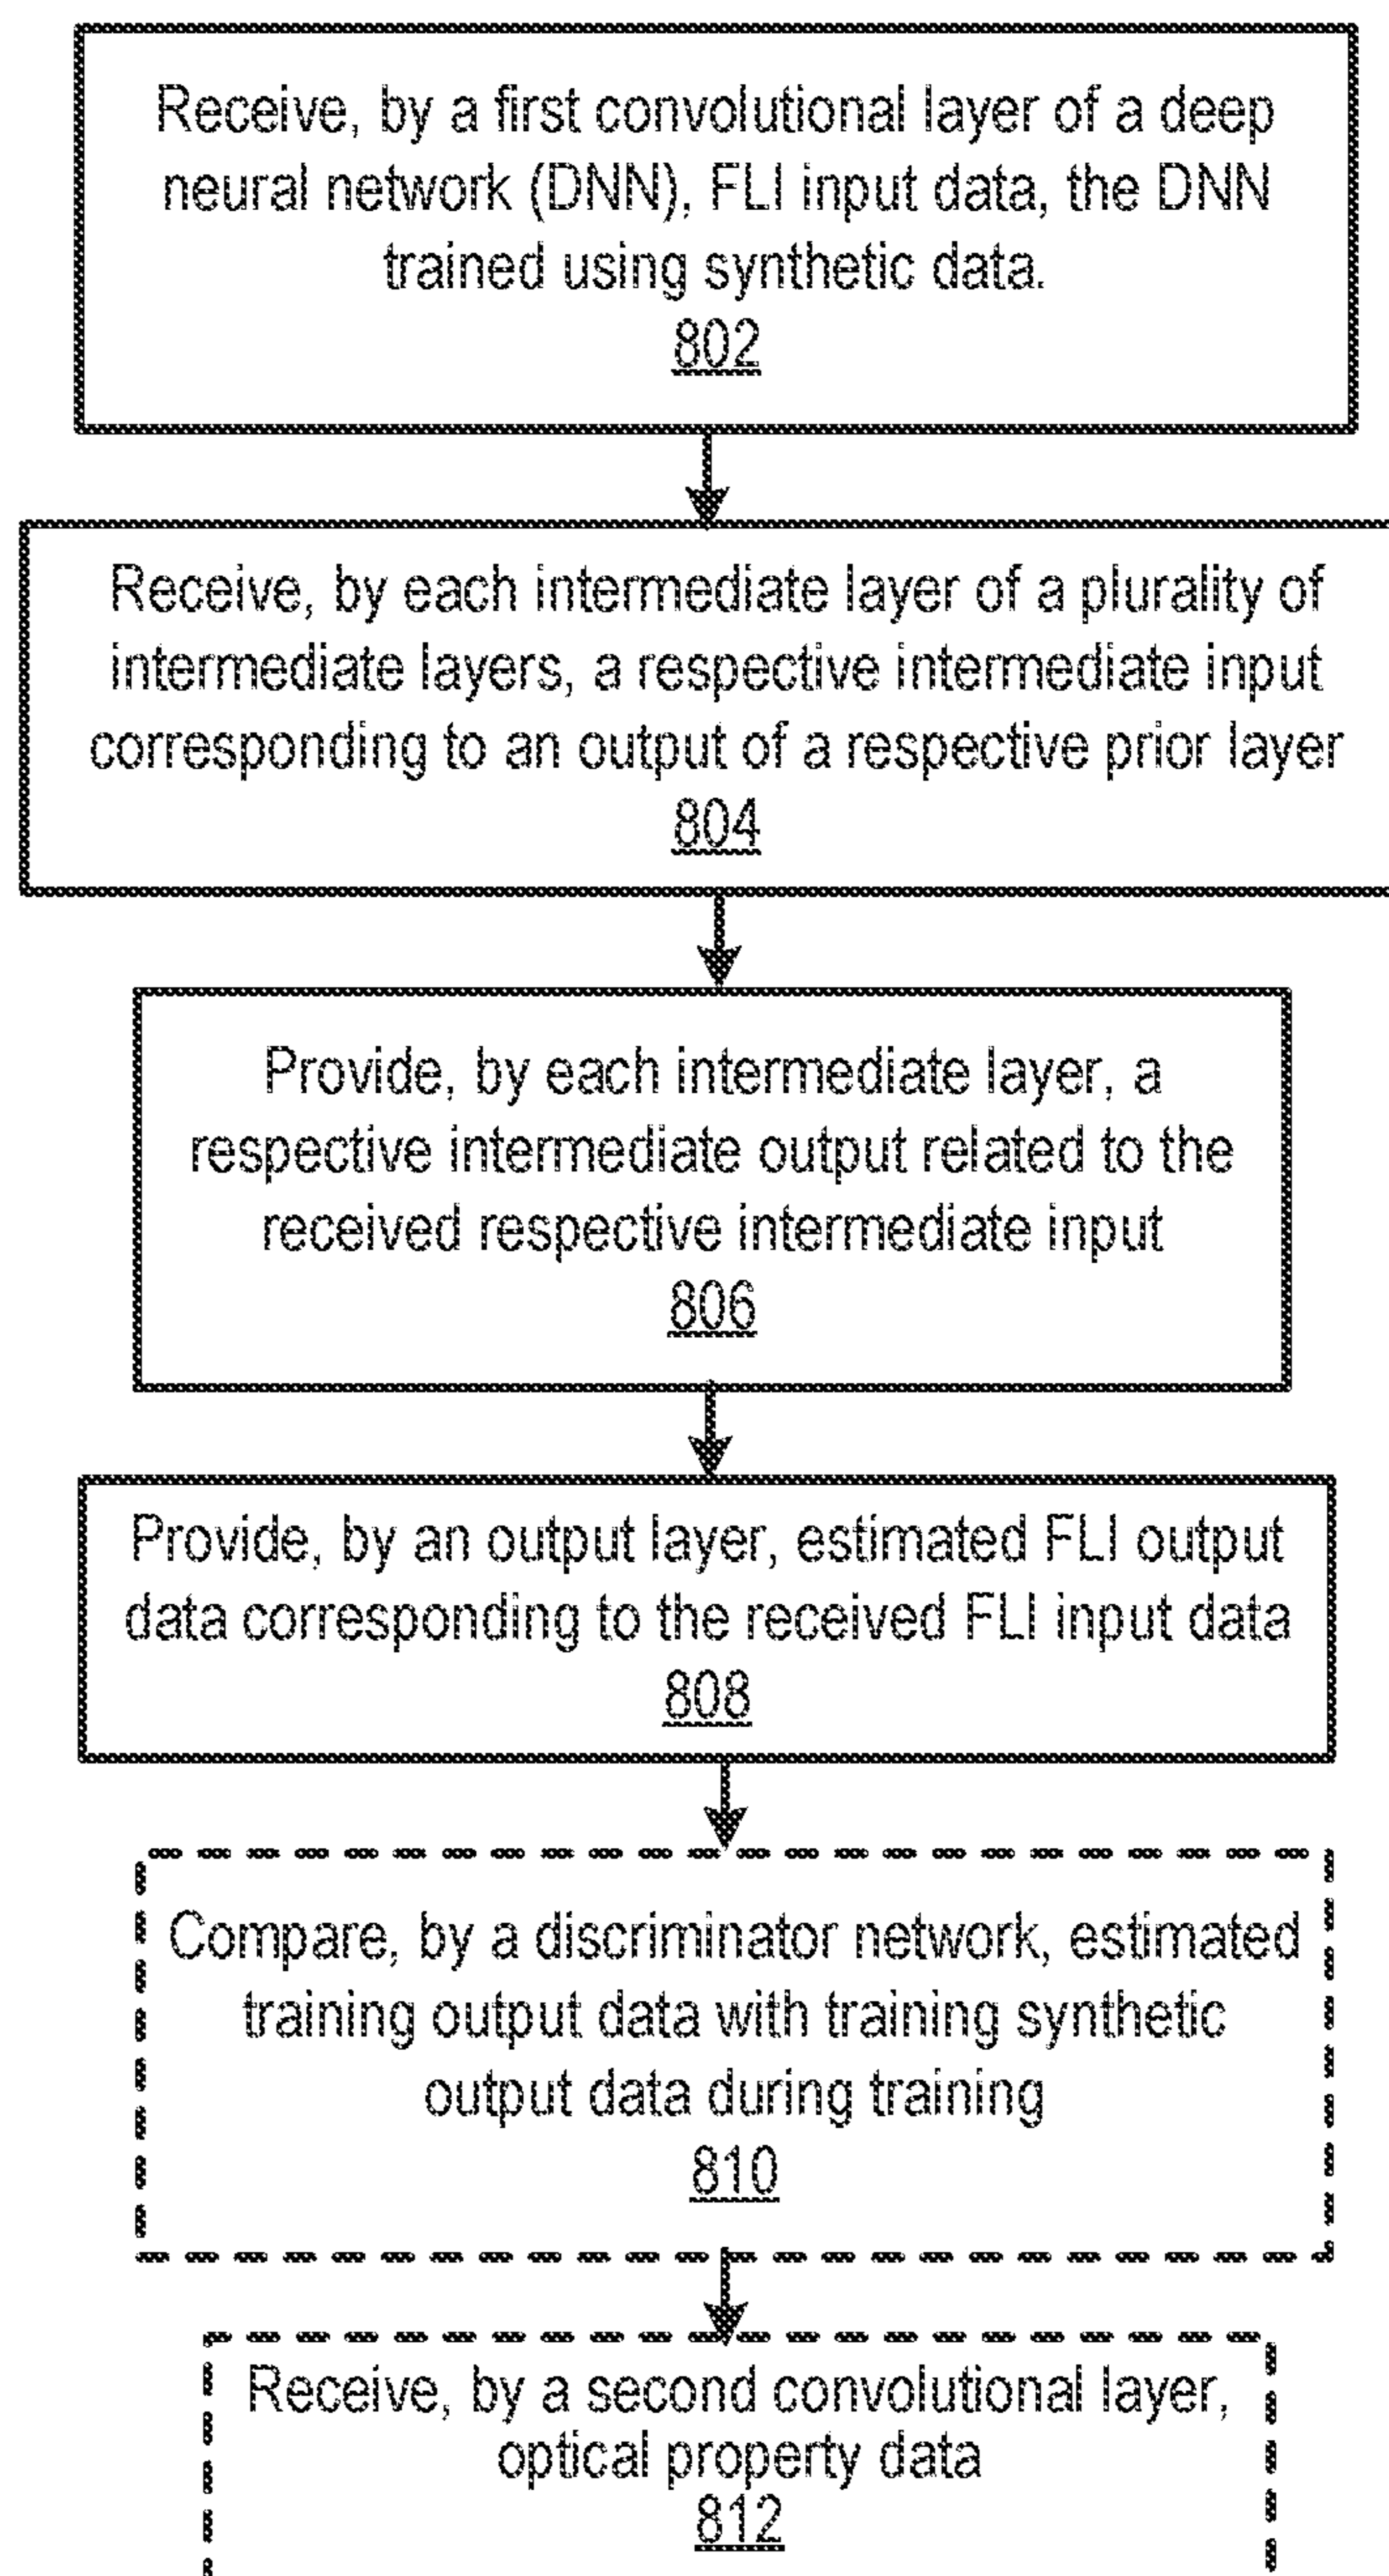 Receive, by a first convolutional layer of a deep
neural network (DNN), FLI input data, the DNN
trained using synthetic data.
802
Receive, by each intermediate layer of a plurality of
intermediate layers, a respective intermediate input
corresponding to an output of a respective prior layer
804
Provide, by each intermediate layer, a
respective intermediate output related to the
received respective intermediate input
806
Provide, by an output layer, estimated FLI output
data corresponding to the received FLI input data
808
Compare, by a discriminator network, estimated
training output data with training synthetic
output data during training
810
Receive, by a second convolutional layer,
optical property data
812